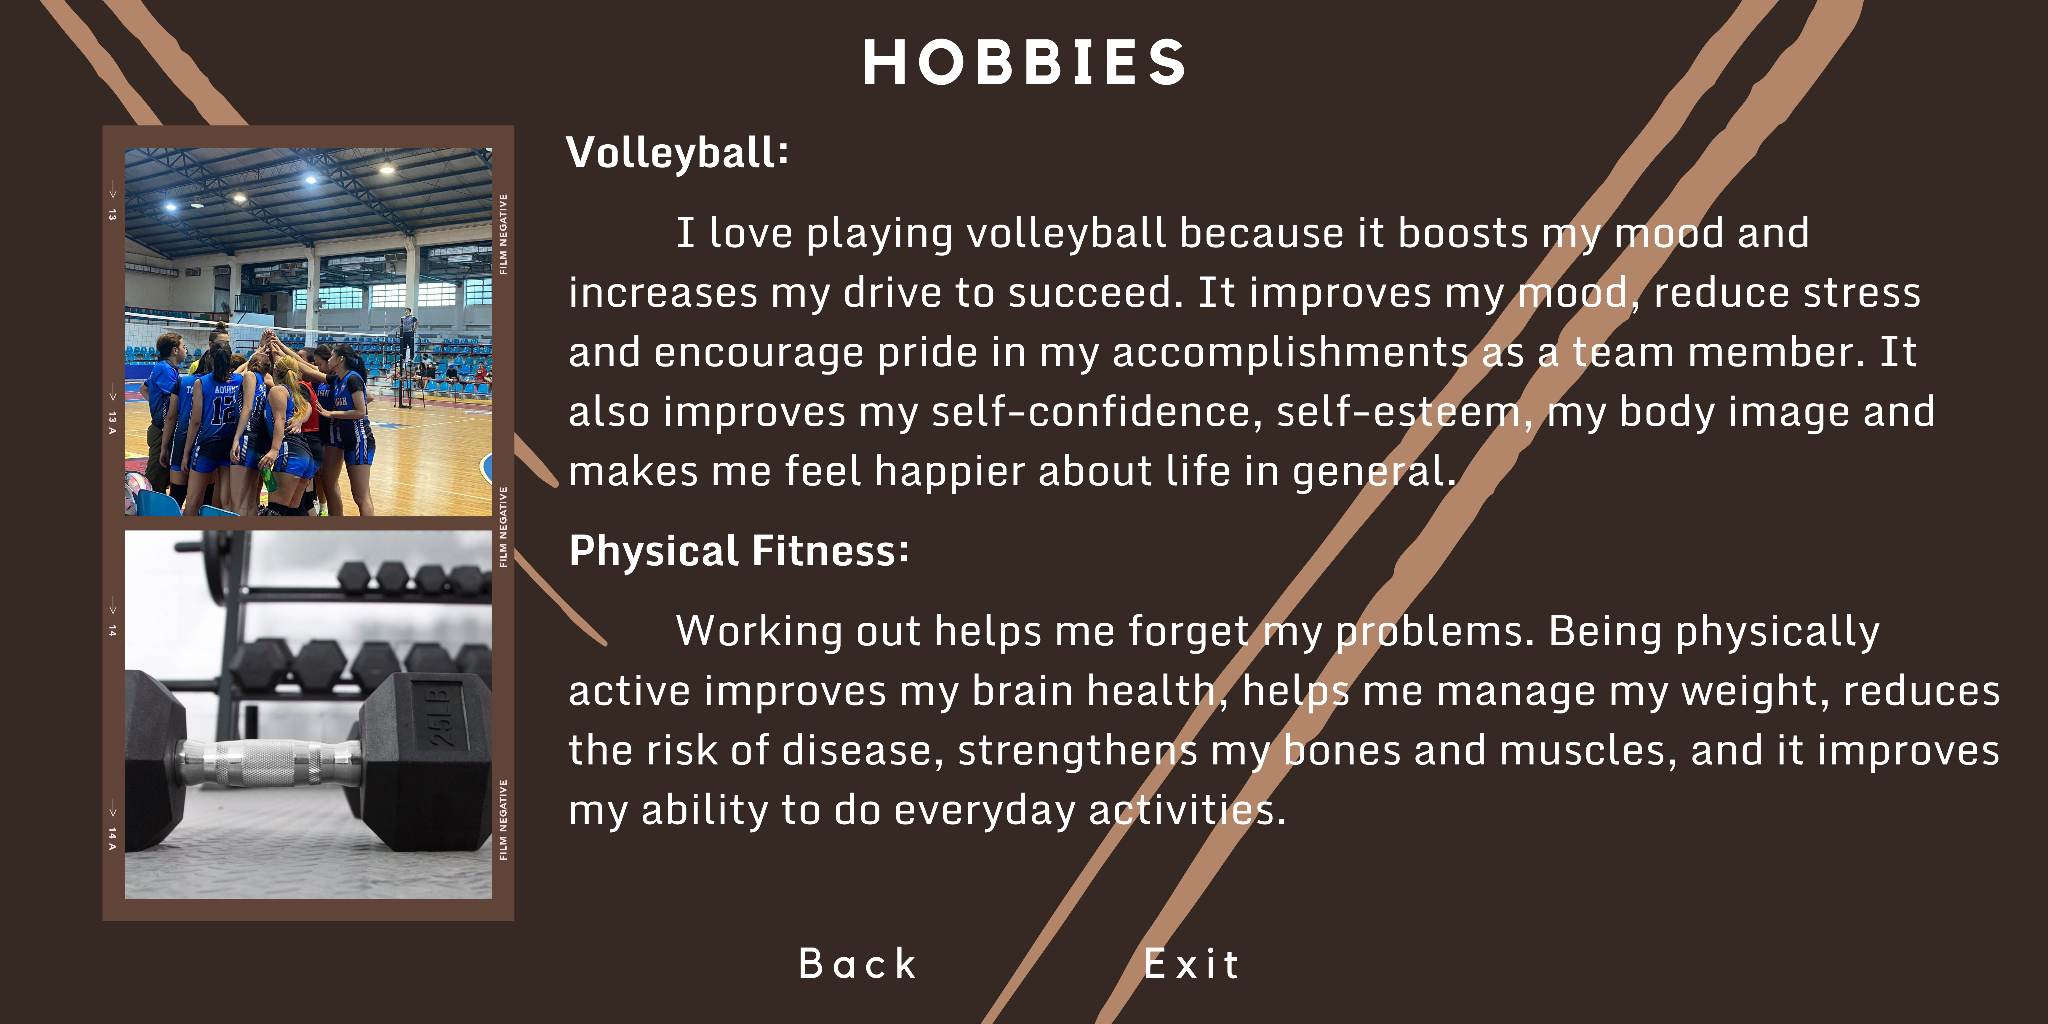 HOBBIES
Volleyball:
I love playing volleyball because it boosts my mood and
increases my drive to succeed. It improves my mood, reduce stress
and encourage pride in my accomplishments as a team member. It
also improves my self-confidence, self-esteem, my body image and
makes me feel happier about life in general.
Physical Fitness:
Working out helps me forget my problems. Being physically
active improves my brain health, helps me manage my weight, reduces
the risk of disease, strengthens my bones and muscles, and it improves
my ability to do everyday activities.
Back
Exit
13
13 A
14
14 A
FILM NEGATIVE
FILM NEGATIVE
FILM NEGATIVE
12
25LB